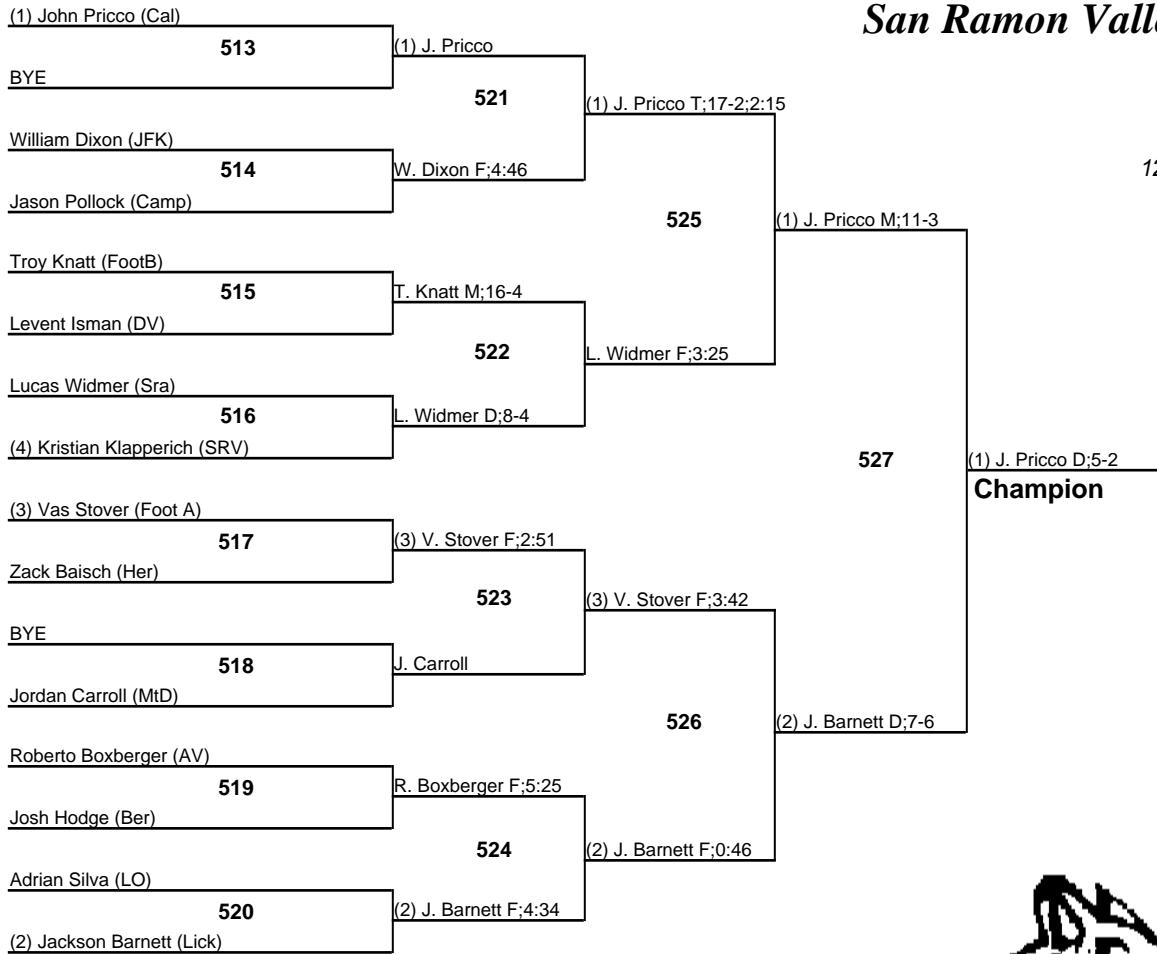 (1) John Pricco (Cal)
San Ramon Valle
513
(1) J. Pricco
BYE
521
(1) J. Pricco T;17-2;2:15
William Dixon (JFK)
514
W. Dixon F;4:46
12
Jason Pollock (Camp)
525
(1) J. Pricco M;11-3
Troy Knatt (FootB)
515
T. Knatt M;16-4
Levent Isman (DV)
522
L. Widmer F;3:25
Lucas Widmer (Sra)
516
L. Widmer D;8-4
(4) Kristian Klapperich (SRV)
527
(1) J. Pricco D;5-2
Champion
(3) Vas Stover (Foot A)
517
(3) V. Stover F;2:51
Zack Baisch (Her)
523
(3) V. Stover F;3:42
BYE
518
J. Carroll
Jordan Carroll (MtD)
526
(2) J. Barnett D;7-6
Roberto Boxberger (AV)
519
R. Boxberger F;5:25
Josh Hodge (Ber)
524
(2) J. Barnett F;0:46
Adrian Silva (LO)
520
(2) J. Barnett F;4:34
(2) Jackson Barnett (Lick)